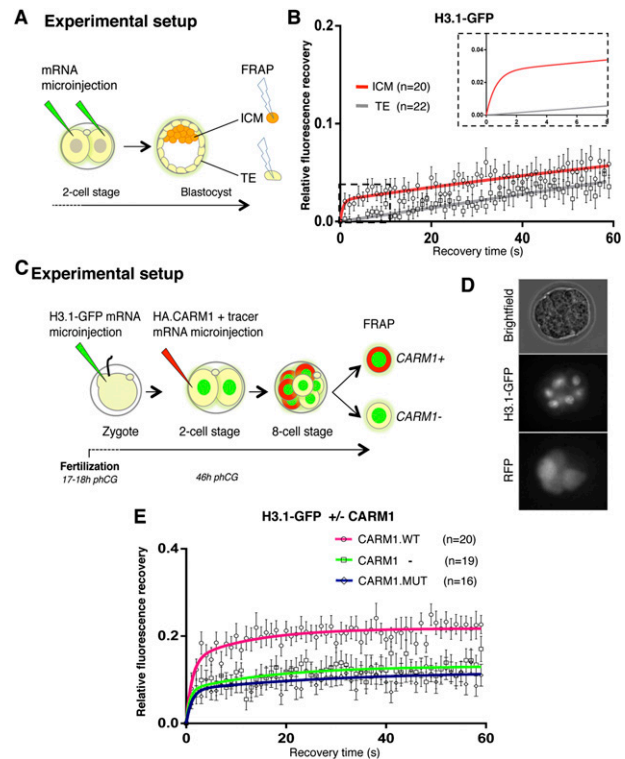 A Experimental setup
mRNA
microinjection
FRAP
ICM
TE
2-cell stage
Blastocyst
B
H3.1-GFP
ICM (n=20)
TE (n=22)
0.04
0.02
0.00
0 2 4 6 8
0.2
0.1
0.0
0 20 40 60
Relative fluorescence recovery
Recovery time (s)
C Experimental setup
H3.1-GFP mRNA
microinjection
HA.CARM1 + tracer
mRNA microinjection
FRAP
CARM1+
CARM1-
Zygote
2-cell stage
8-cell stage
Fertilization
17-18h phCG
46h phCG
D
Brightfield
H3.1-GFP
RFP
E
H3.1-GFP +/- CARM1
CARM1.WT (n=20)
CARM1 - (n=19)
CARM1.MUT (n=16)
0.4
0.2
0.0
0 20 40 60
Relative fluorescence recovery
Recovery time (s)